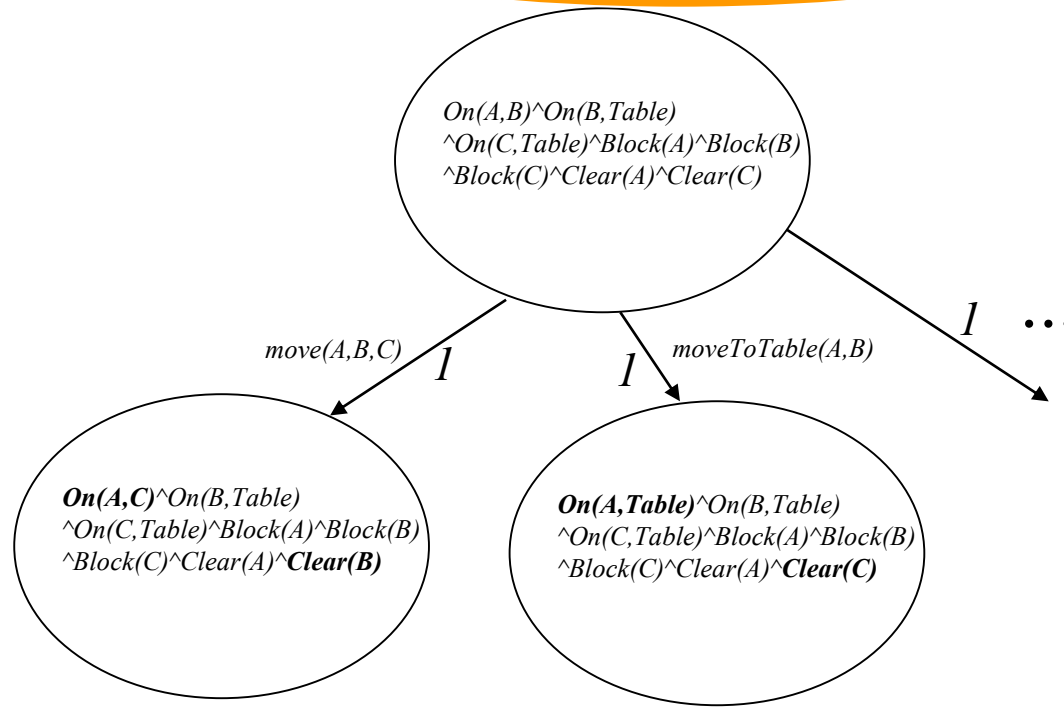 On(A,B)^On(B,Table)
^On(C,Table)^Block(A)^Block(B)
^Block(C)^Clear(A)^Clear(C)
move(A,B,C)
1
1
moveToTable(A,B)
1 ...
On(A,C)^On(B,Table)
^On(C,Table)^Block(A)^Block(B)
^Block(C)^Clear(A)^Clear(B)
On(A,Table)^On(B,Table)
^On(C,Table)^Block(A)^Block(B)
^Block(C)^Clear(A)^Clear(C)